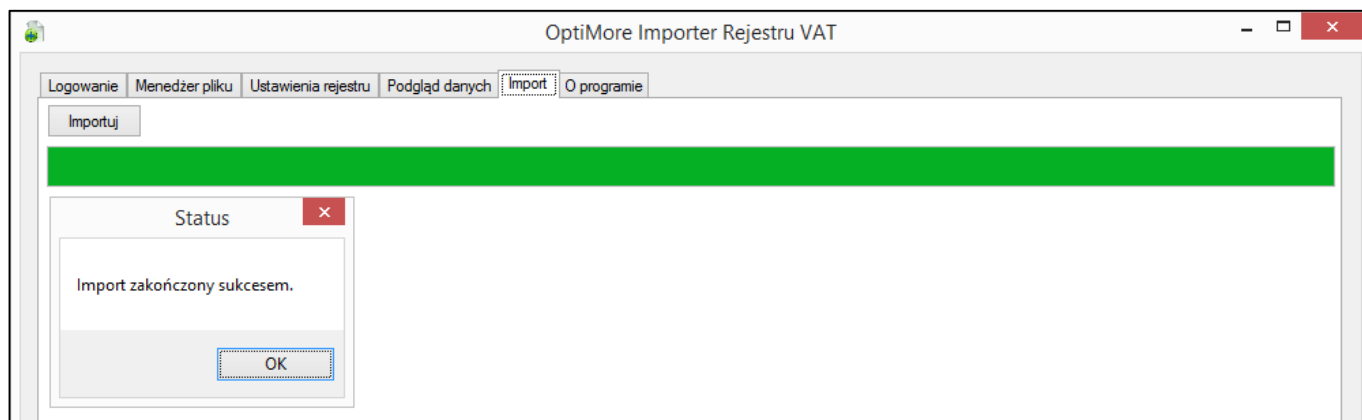 OptiMore Importer Rejestru VAT
Logowanie Menedżer pliku Ustawienia rejestru Podgląd danych Import O programie
Importuj
Status
Import zakończony sukcesem.
OK